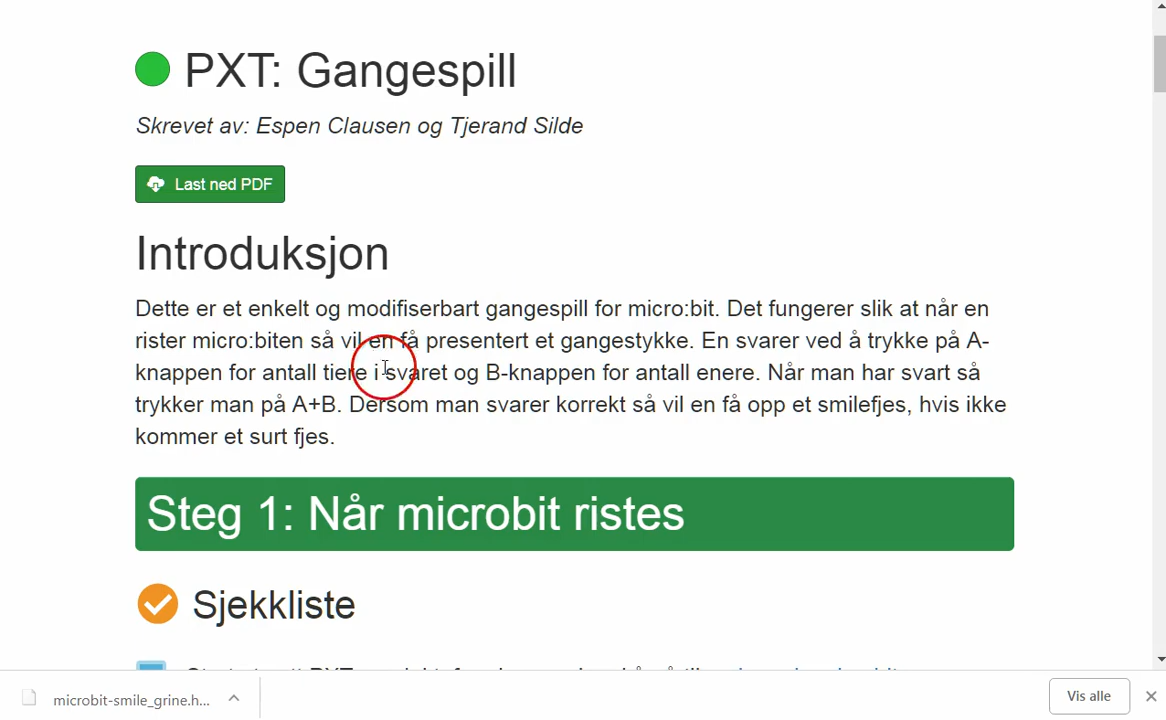 PXT: Gangespill
Skrevet av: Espen Clausen og Tjerand Silde
Last ned PDF
Introduksjon
Dette er et enkelt og modifiserbart gangespill for micro:bit. Det fungerer slik at når en
rister micro:biten så vil en få presentert et gangestykke. En svarer ved å trykke på A-
knappen for antall tiere i svaret og B-knappen for antall enere. Når man har svart så
trykker man på A+B. Dersom man svarer korrekt så vil en få opp et smilefjes, hvis ikke
kommer et surt fjes.
Steg 1: Når microbit ristes
Sjekkliste
microbit-smile_grine.h...
Vis alle